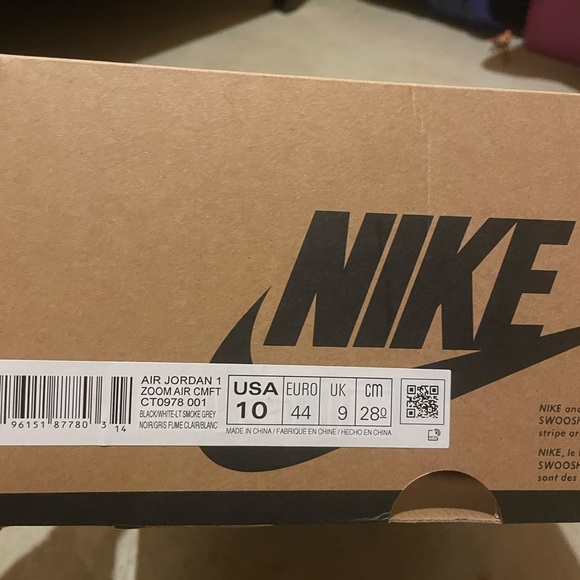 NIKE
AIR JORDAN 1
ZOOM AIR CMFT
CT0978 001
BLACK/WHITE-LT SMOKE GREY
NOIR/GRIS FUME CLAIR/BLANC
USA
10
EURO
44
UK
9
cm
28
MADE IN CHINA / FABRIQUE EN CHINE / HECHO EN CHINA
96151 87780 3
14
NIKE and
SWOOSH
stripe ar
NIKE, le
SWOOSH
sont des